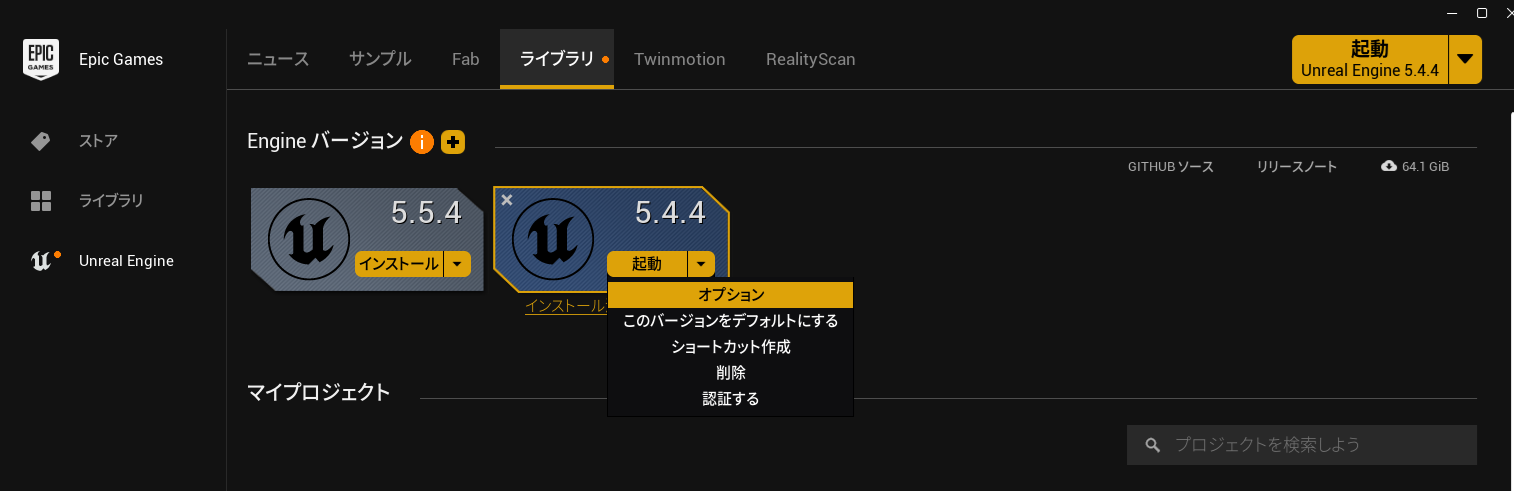 EPIC GAMES
Epic Games
ニュース
サンプル
Fab
ライブラリ
Twinmotion
RealityScan
起動
Unreal Engine 5.4.4
ストア
ライブラリ
Unreal Engine
Engine バージョン
GITHUB ソース
リリースノート
64.1 GiB
5.5.4
インストール
5.4.4
起動
インストール
オプション
このバージョンをデフォルトにする
ショートカット作成
削除
認証する
マイプロジェクト
プロジェクトを検索しよう